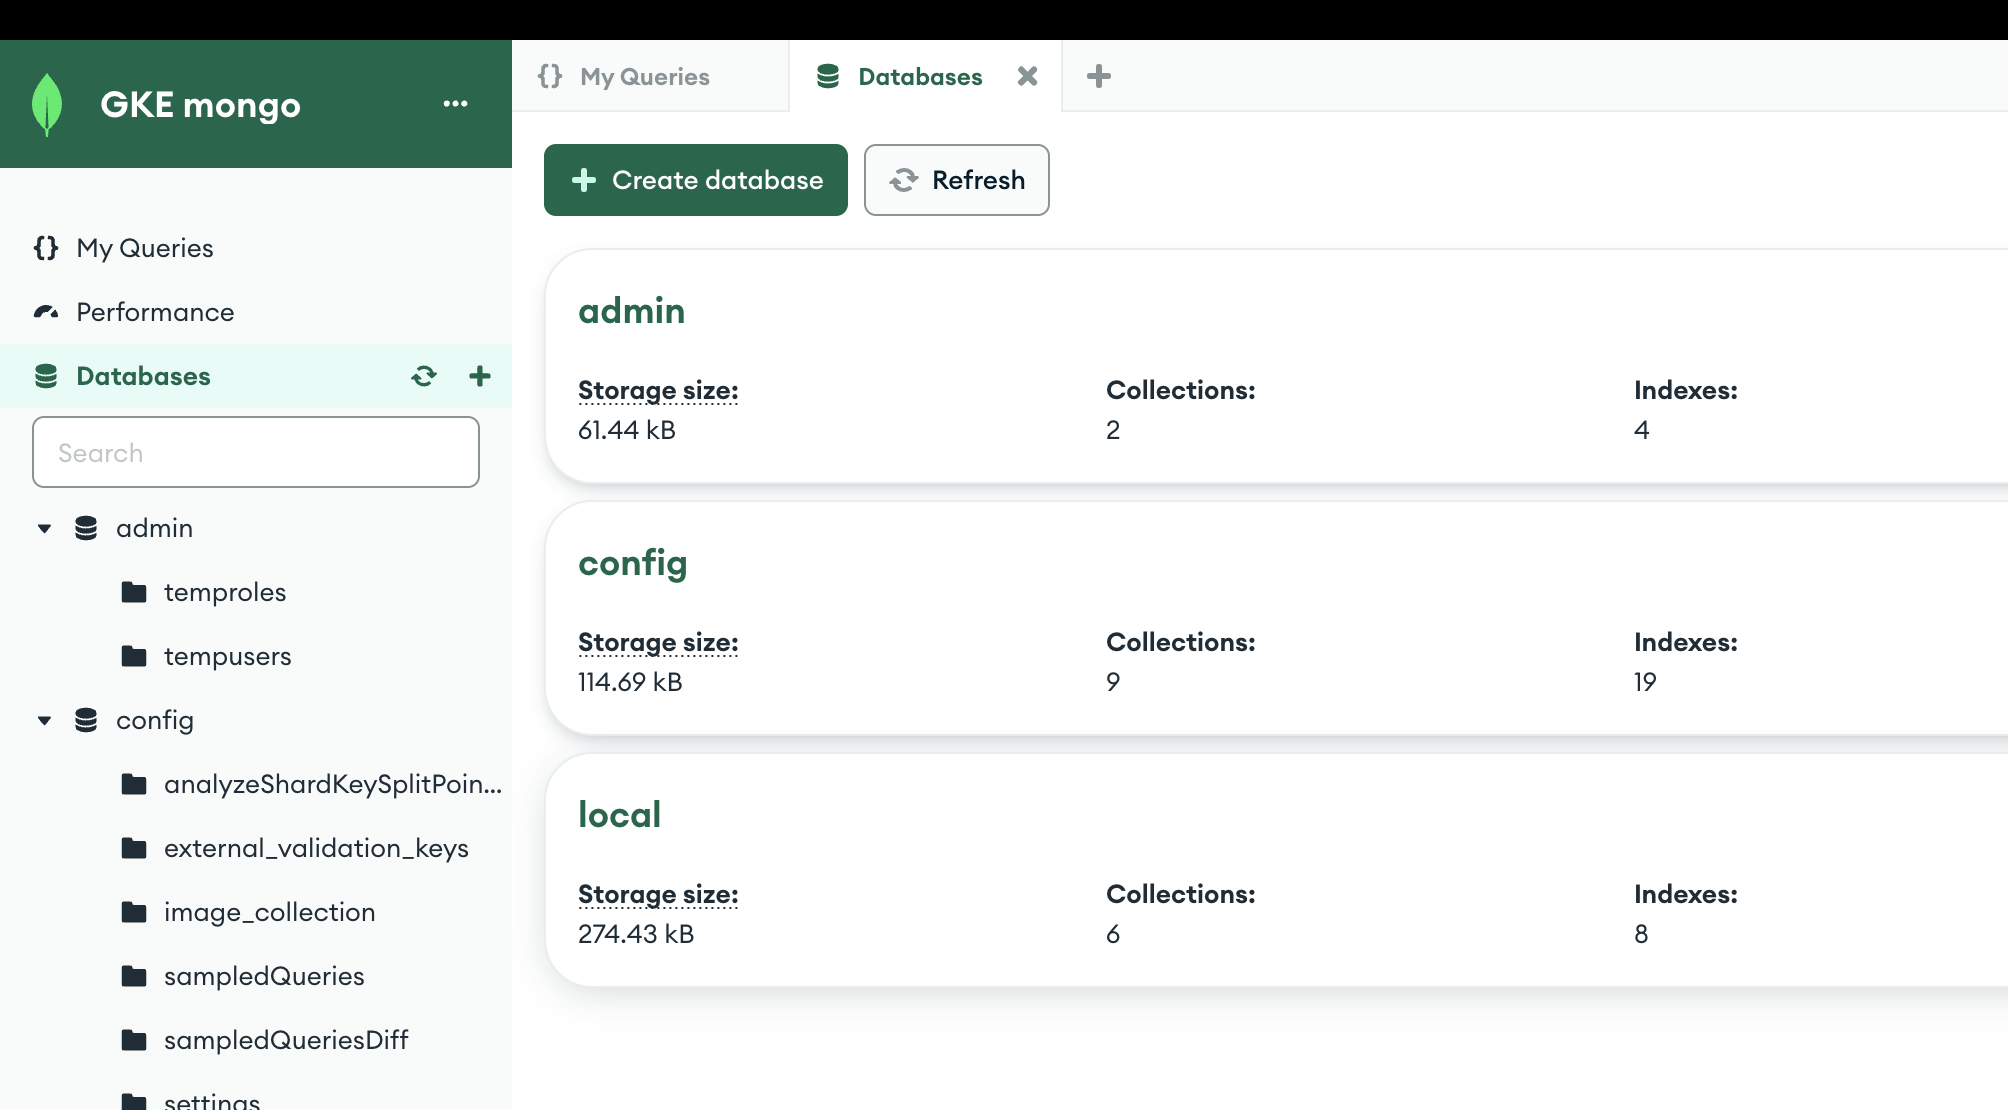 GKE mongo
My Queries
Performance
Databases
Search
admin
temproles
tempusers
config
analyzeShardKeySplitPoin...
external_validation_keys
image_collection
sampledQueries
sampledQueriesDiff
settings
My Queries
Databases
Create database
Refresh
admin
Storage size: Collections: Indexes:
61.44 kB 2 4
config
Storage size: Collections: Indexes:
114.69 kB 9 19
local
Storage size: Collections: Indexes:
274.43 kB 6 8